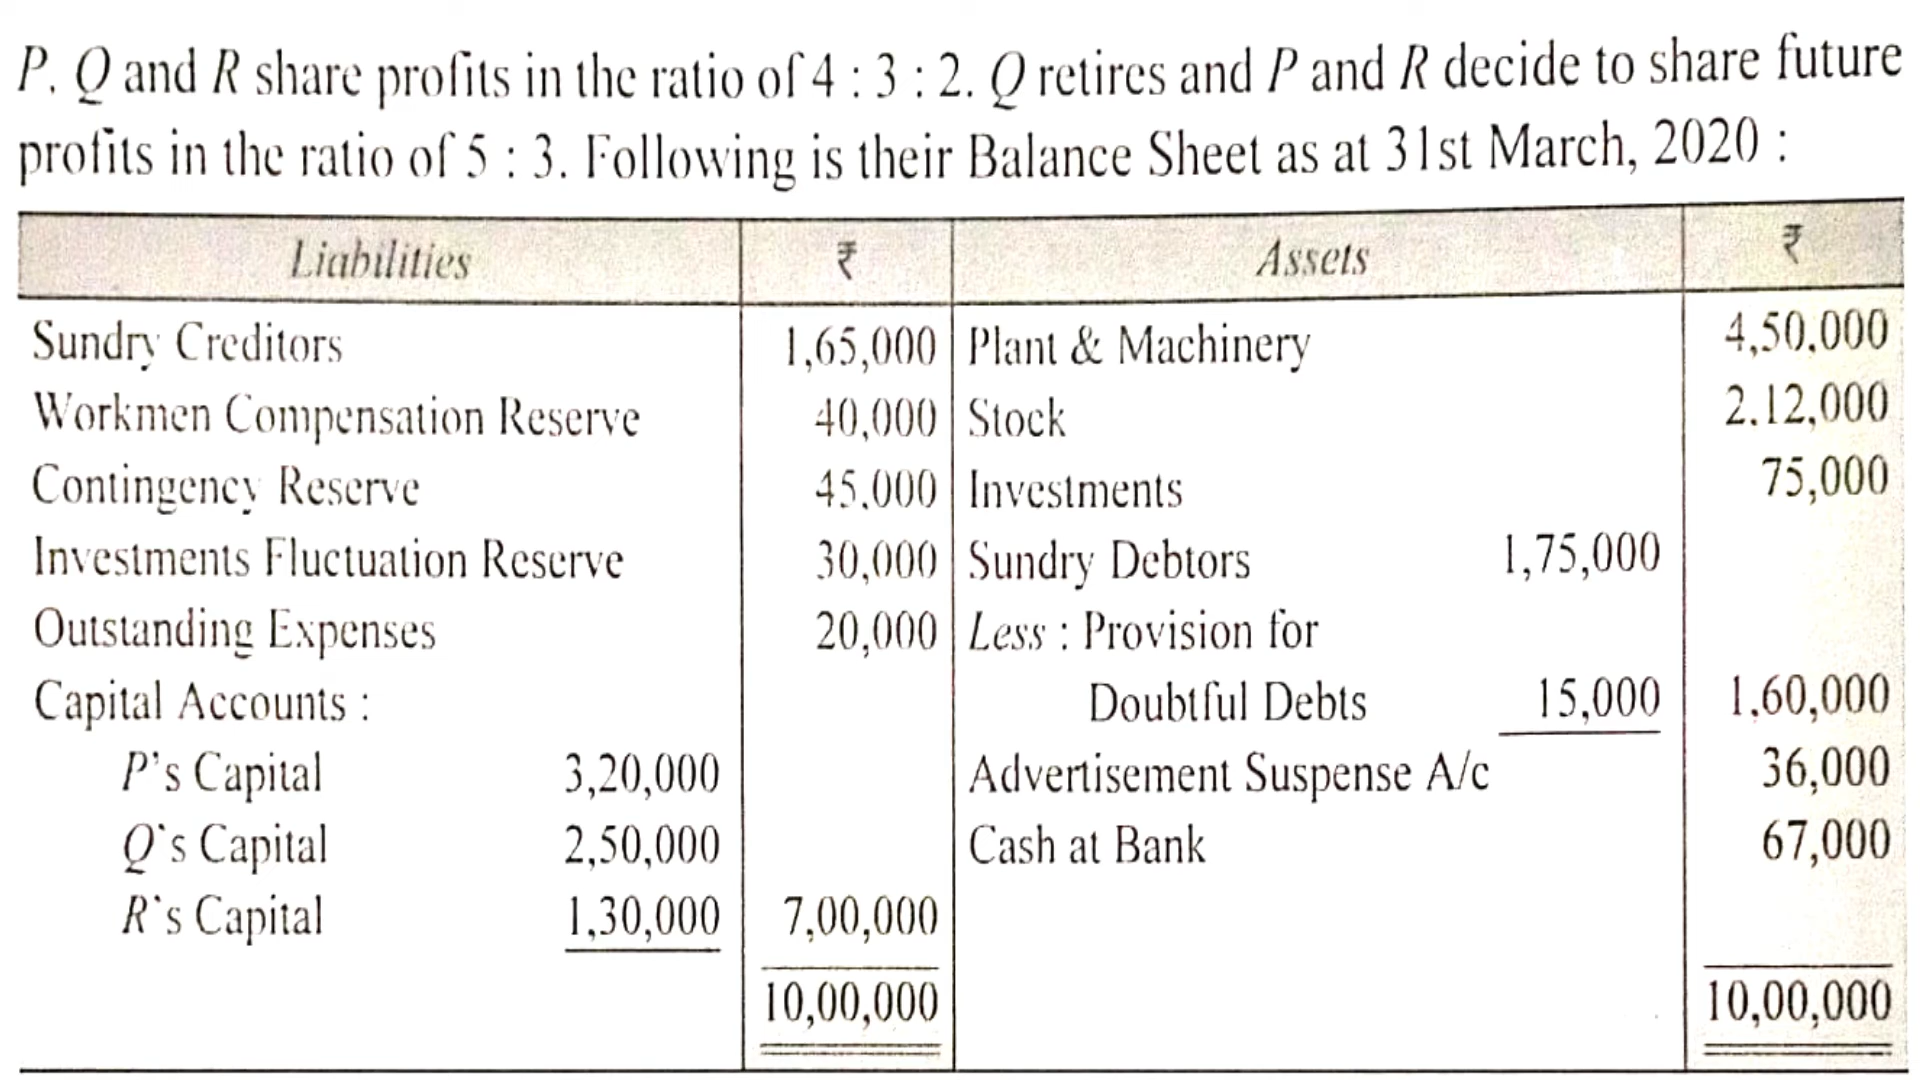 P. Q and R share profits in the ratio of 4 : 3 : 2. Q retires and P and R decide to share future
profits in the ratio of 5 : 3. Following is their Balance Sheet as at 31st March, 2020 :
Liabilities ₹ Assets ₹
Sundry Creditors 1,65,000 Plant & Machinery 4,50,000
Workmen Compensation Reserve 40,000 Stock 2,12,000
Contingency Reserve 45,000 Investments 75,000
Investments Fluctuation Reserve 30,000 Sundry Debtors 1,75,000
Outstanding Expenses 20,000 Less : Provision for
Capital Accounts : Doubtful Debts 15,000 1,60,000
P's Capital 3,20,000 Advertisement Suspense A/c 36,000
Q's Capital 2,50,000 Cash at Bank 67,000
R's Capital 1,30,000 7,00,000
10,00,000 10,00,000